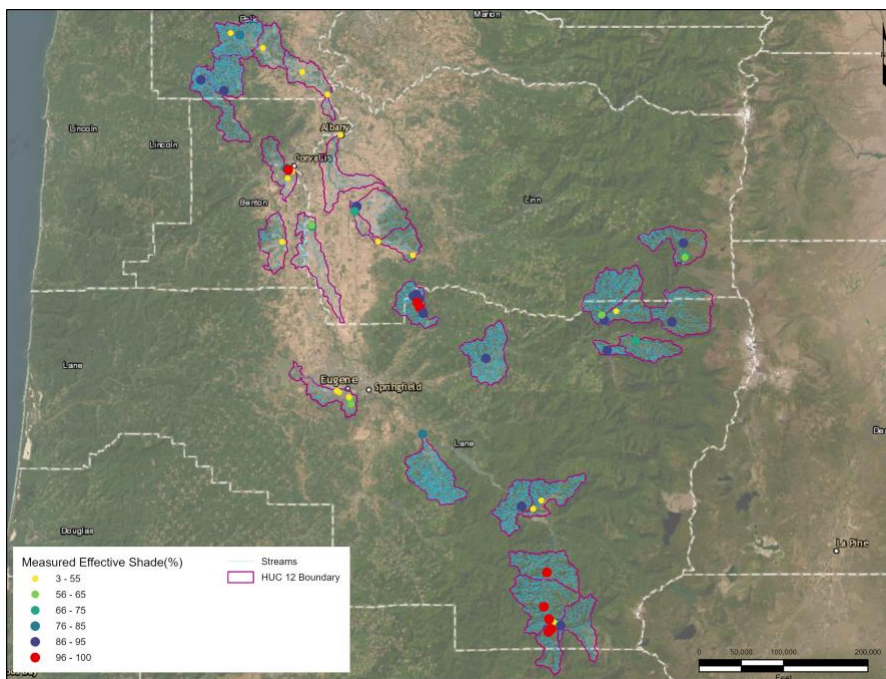 Polk
Marion
Lincoln
Lincoln
Albany
Corvallis
Benton
Linn
Lane
Eugene
Springfield
Lane
Douglas
La Pine
Measured Effective Shade(%)
3 - 55
56 - 65
66 - 75
76 - 85
86 - 95
96 - 100
Streams
HUC 12 Boundary
0
50,000
100,000
200,000
Feet